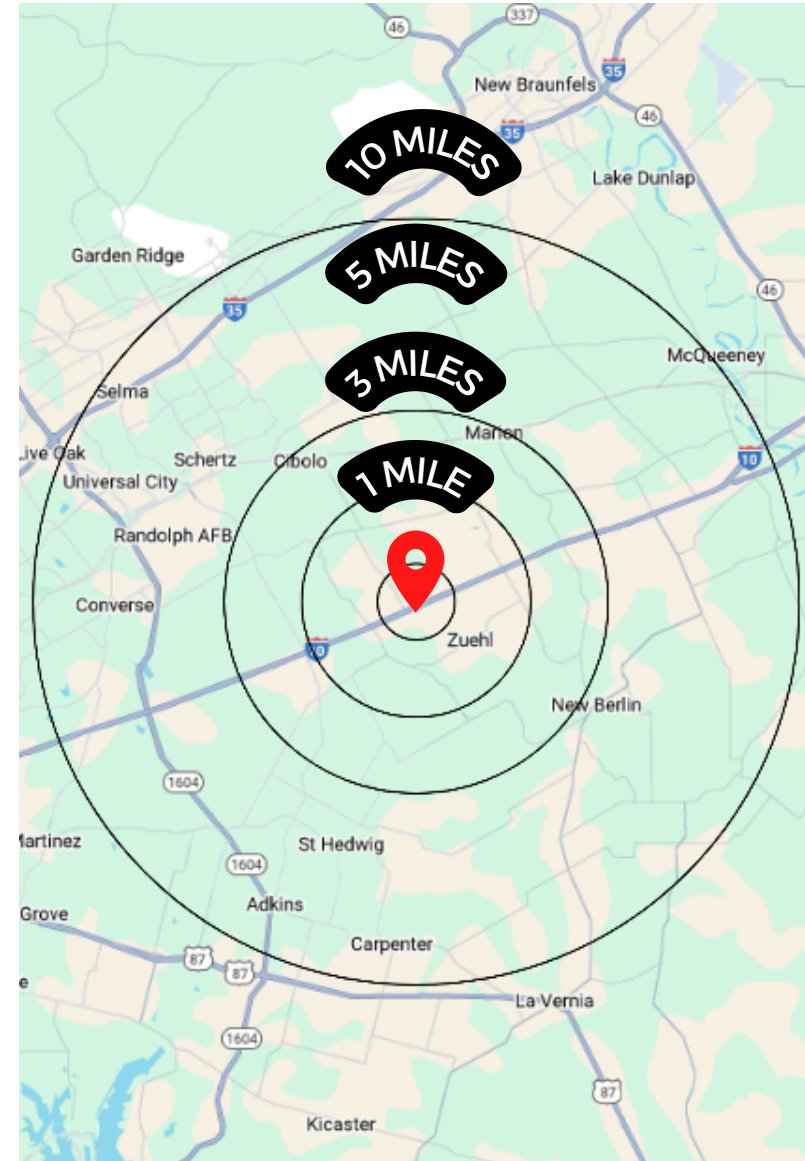 337
46
35
New Braunfels
46
35
10 MILES
Lake Dunlap
Garden Ridge
5 MILES
46
35
McQueeney
3 MILES
Selma
Marion
Live Oak
Schertz
Cibolo
10
Universal City
1 MILE
Randolph AFB
Converse
Zuehl
10
New Berlin
1604
Martinez
St Hedwig
1604
Grove
Adkins
Carpenter
87
87
e
La Vernia
1604
87
Kicaster